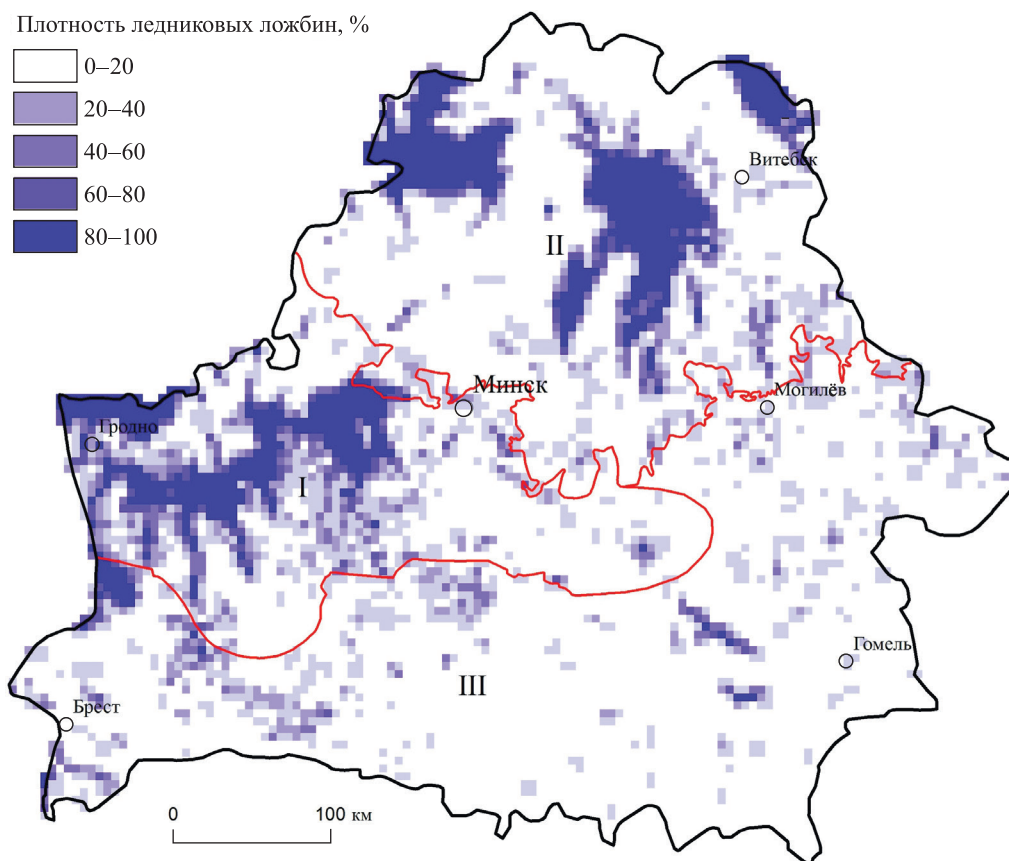 Плотность ледниковых ложбин, %
0–20
20–40
40–60
60–80
80–100
Витебск
II
Минск
Могилёв
Гродно
I
Гомель
III
Брест
0
100 км